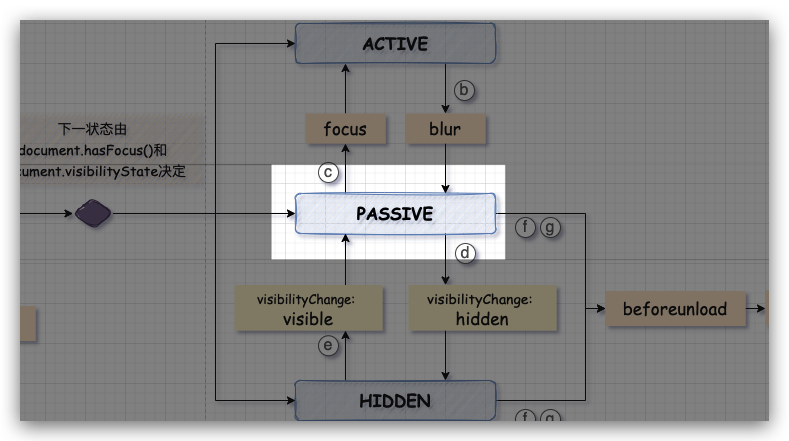 ACTIVE
b
下一状态由
document.hasFocus()和
cument.visibilityState决定
focus
blur
c
PASSIVE
f g
d
visibilityChange:
visible
visibilityChange:
hidden
beforeunload
e
HIDDEN
f g